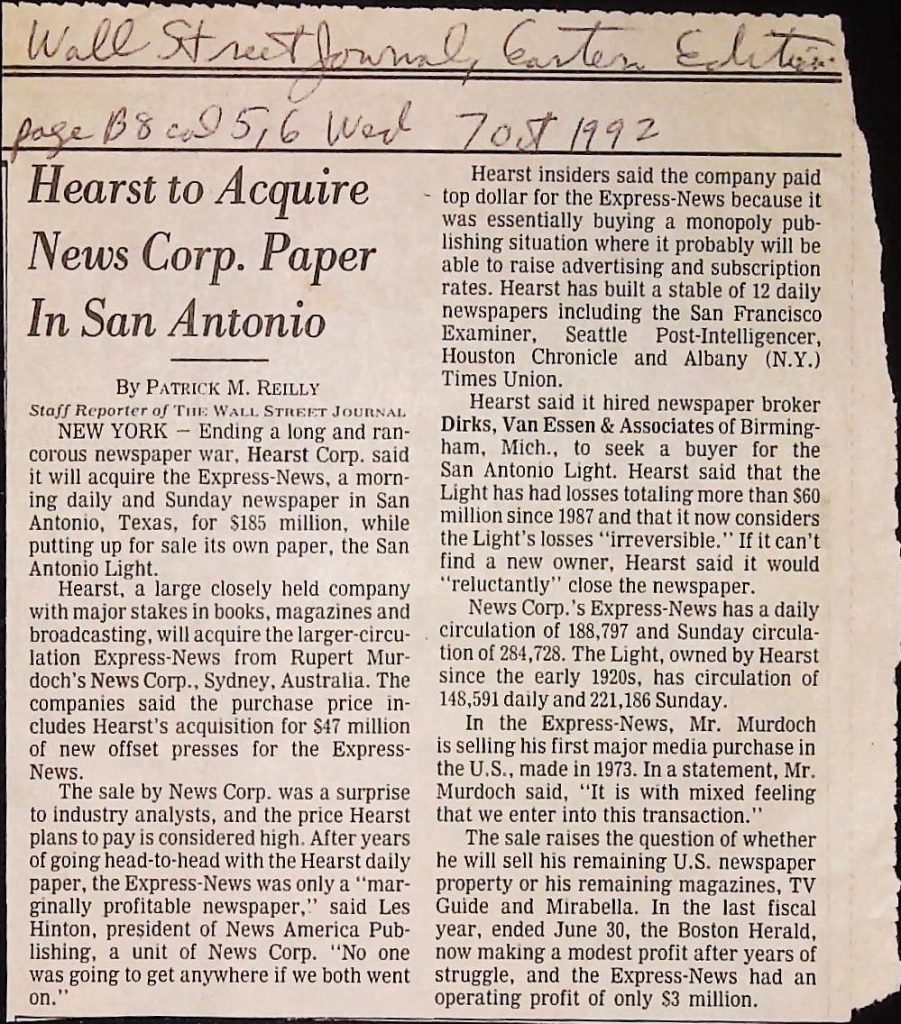 Wall Street Journal, Eastern Edition
page B8 col 5,6 Wed 7 Oct 1992
Hearst to Acquire
News Corp. Paper
In San Antonio
By PATRICK M. REILLY
Staff Reporter of THE WALL STREET JOURNAL
NEW YORK — Ending a long and ran-
corous newspaper war, Hearst Corp. said
it will acquire the Express-News, a morn-
ing daily and Sunday newspaper in San
Antonio, Texas, for $185 million, while
putting up for sale its own paper, the San
Antonio Light.
Hearst, a large closely held company
with major stakes in books, magazines and
broadcasting, will acquire the larger-circu-
lation Express-News from Rupert Mur-
doch's News Corp., Sydney, Australia. The
companies said the purchase price in-
cludes Hearst's acquisition for $47 million
of new offset presses for the Express-
News.
The sale by News Corp. was a surprise
to industry analysts, and the price Hearst
plans to pay is considered high. After years
of going head-to-head with the Hearst daily
paper, the Express-News was only a "mar-
ginally profitable newspaper," said Les
Hinton, president of News America Pub-
lishing, a unit of News Corp. "No one
was going to get anywhere if we both went
on."
Hearst insiders said the company paid
top dollar for the Express-News because it
was essentially buying a monopoly pub-
lishing situation where it probably will be
able to raise advertising and subscription
rates. Hearst has built a stable of 12 daily
newspapers including the San Francisco
Examiner, Seattle Post-Intelligencer,
Houston Chronicle and Albany (N.Y.)
Times Union.
Hearst said it hired newspaper broker
Dirks, Van Essen & Associates of Birming-
ham, Mich., to seek a buyer for the
San Antonio Light. Hearst said that the
Light has had losses totaling more than $60
million since 1987 and that it now considers
the Light's losses "irreversible." If it can't
find a new owner, Hearst said it would
"reluctantly" close the newspaper.
News Corp.'s Express-News has a daily
circulation of 188,797 and Sunday circula-
tion of 284,728. The Light, owned by Hearst
since the early 1920s, has circulation of
148,591 daily and 221,186 Sunday.
In the Express-News, Mr. Murdoch
is selling his first major media purchase in
the U.S., made in 1973. In a statement, Mr.
Murdoch said, "It is with mixed feeling
that we enter into this transaction."
The sale raises the question of whether
he will sell his remaining U.S. newspaper
property or his remaining magazines, TV
Guide and Mirabella. In the last fiscal
year, ended June 30, the Boston Herald,
now making a modest profit after years of
struggle, and the Express-News had an
operating profit of only $3 million.